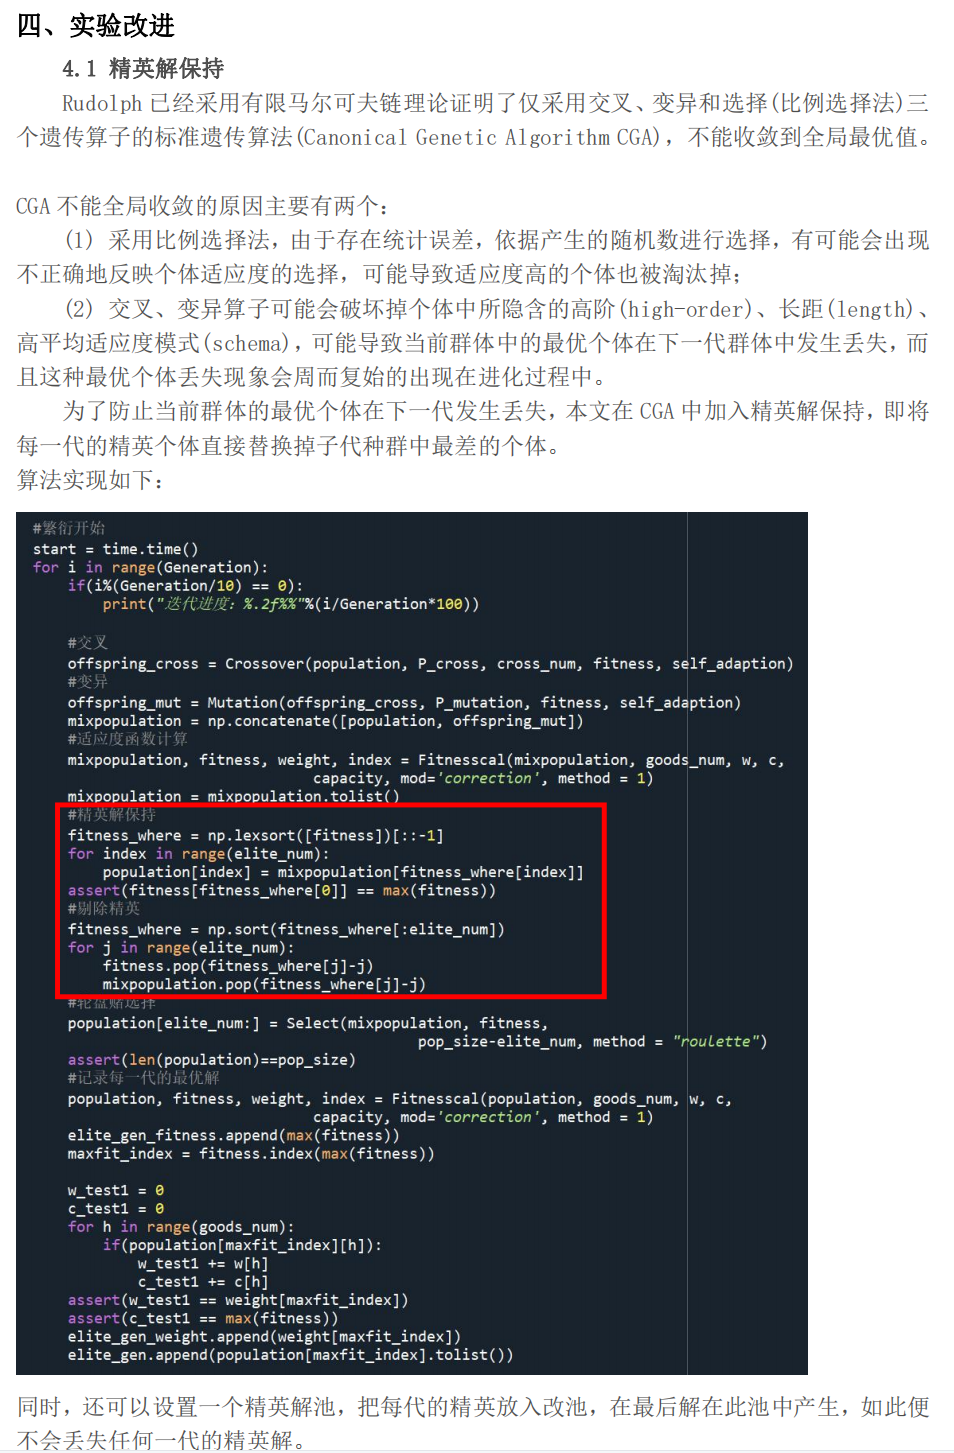 四、实验改进
4.1 精英解保持
Rudolph 已经采用有限马尔可夫链理论证明了仅采用交叉、变异和选择(比例选择法)三
个遗传算子的标准遗传算法(Canonical Genetic Algorithm CGA)，不能收敛到全局最优值。
CGA 不能全局收敛的原因主要有两个：
(1) 采用比例选择法，由于存在统计误差，依据产生的随机数进行选择，有可能会出现
不正确地反映个体适应度的选择，可能导致适应度高的个体也被淘汰掉；
(2) 交叉、变异算子可能会破坏掉个体中所隐含的高阶(high-order)、长距(length)、
高平均适应度模式(schema)，可能导致当前群体中的最优个体在下一代群体中发生丢失，而
且这种最优个体丢失现象会周而复始的出现在进化过程中。
为了防止当前群体的最优个体在下一代发生丢失，本文在 CGA 中加入精英解保持，即将
每一代的精英个体直接替换掉子代种群中最差的个体。
算法实现如下：
#繁衍开始
start = time.time()
for i in range(Generation):
    if(i%(Generation/10) == 0):
        print("迭代进度：%.2f%%"%(i/Generation*100))
    #交叉
    offspring_cross = Crossover(population, P_cross, cross_num, fitness, self_adaption)
    #变异
    offspring_mut = Mutation(offspring_cross, P_mutation, fitness, self_adaption)
    mixpopulation = np.concatenate([population, offspring_mut])
    #适应度函数计算
    mixpopulation, fitness, weight, index = Fitnesscal(mixpopulation, goods_num, w, c,
                            capacity, mod='correction', method = 1)
    mixpopulation = mixpopulation.tolist()
    #精英解保持
    fitness_where = np.lexsort([fitness])[::-1]
    for index in range(elite_num):
        population[index] = mixpopulation[fitness_where[index]]
    assert(fitness[fitness_where[0]] == max(fitness))
    #剔除精英
    fitness_where = np.sort(fitness_where[:elite_num])
    for j in range(elite_num):
        fitness.pop(fitness_where[j]-j)
        mixpopulation.pop(fitness_where[j]-j)
    #轮盘赌选择
    population[elite_num:] = Select(mixpopulation, fitness,
                                        pop_size-elite_num, method = "roulette")
    assert(len(population)==pop_size)
    #记录每一代的最优解
    population, fitness, weight, index = Fitnesscal(population, goods_num, w, c,
                            capacity, mod='correction', method = 1)
    elite_gen_fitness.append(max(fitness))
    maxfit_index = fitness.index(max(fitness))
    w_test1 = 0
    c_test1 = 0
    for h in range(goods_num):
        if(population[maxfit_index][h]):
            w_test1 += w[h]
            c_test1 += c[h]
    assert(w_test1 == weight[maxfit_index])
    assert(c_test1 == max(fitness))
    elite_gen_weight.append(weight[maxfit_index])
    elite_gen.append(population[maxfit_index].tolist())
同时，还可以设置一个精英解池，把每代的精英放入改池，在最后解在此池中产生，如此便
不会丢失任何一代的精英解。